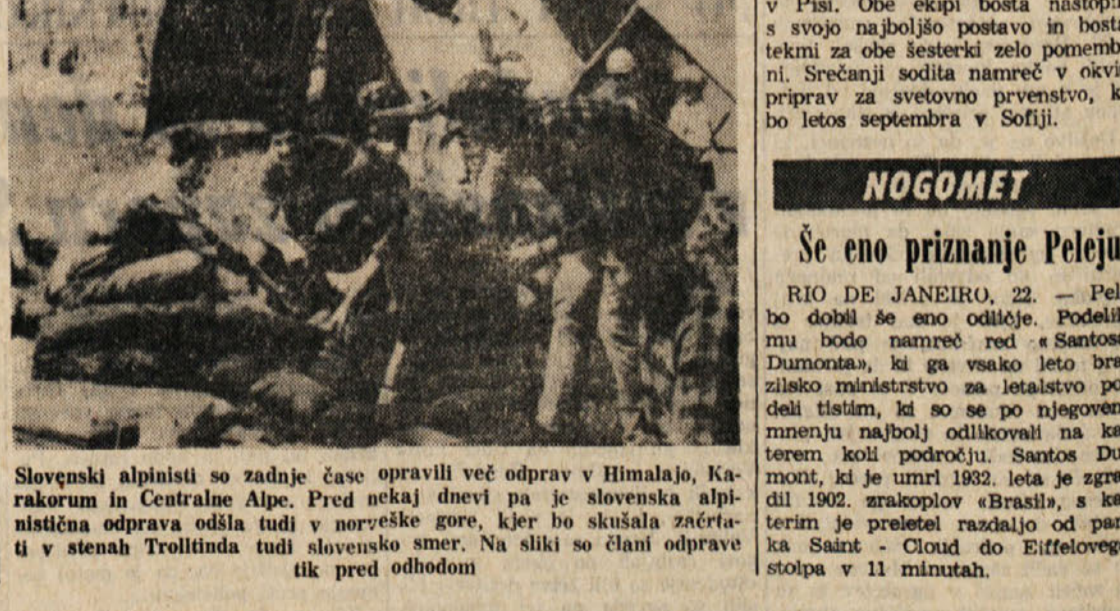 Slovenski alpinisti so zadnje čase opravili več odprav v Himalajo, Ka-
rakorum in Centralne Alpe. Pred nekaj dnevi pa je slovenska alpi-
nistična odprava odšla tudi v norveške gore, kjer bo skušala začrta-
ti v stenah Trolltinda tudi slovensko smer. Na sliki so člani odprave
tik pred odhodom
v Pisi. Obe ekipi bosta nastopi
s svojo najboljšo postavo in bosta
tekmi za obe šesterki zelo pomemb
ni. Srečanji sodita namreč v okvi
priprav za svetovno prvenstvo, k
bo letos septembra v Sofiji.
NOGOMET
Še eno priznanje Peleju
RIO DE JANEIRO, 22. — Pel
bo dobil še eno odličje. Podelil
mu bodo namreč red «Santosa
Dumonta», ki ga vsako leto bra
zilsko ministrstvo za letalstvo po
deli tistim, ki so se po njegovem
mnenju najbolj odlikovali na ka
terem koli področju. Santos Du
mont, ki je umrl 1932. leta je zgra
dil 1902. zrakoplov «Brasil», s ka
terim je preletel razdaljo od par
ka Saint - Cloud do Eiffelovega
stolpa v 11 minutah.